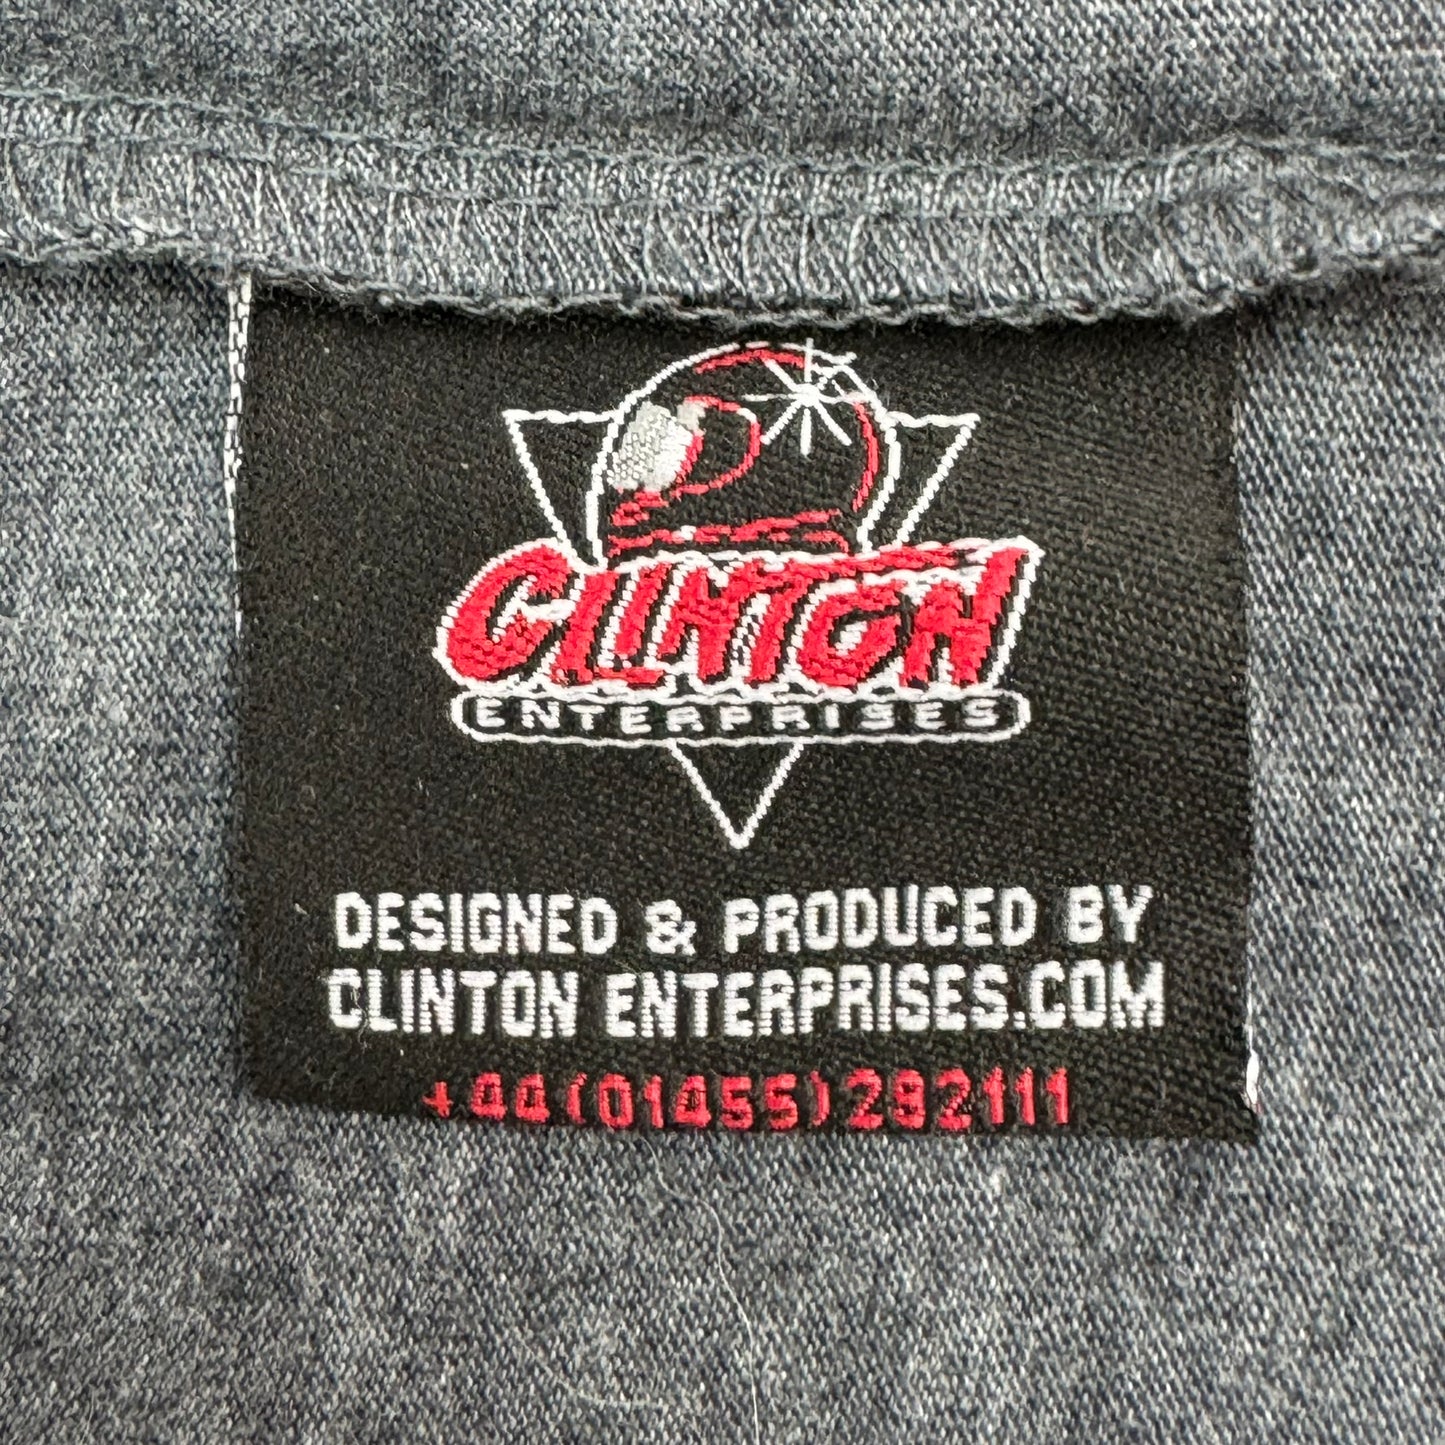 CLINTON
ENTERPRISES
DESIGNED & PRODUCED BY
CLINTON ENTERPRISES.COM
+44(01455)292111